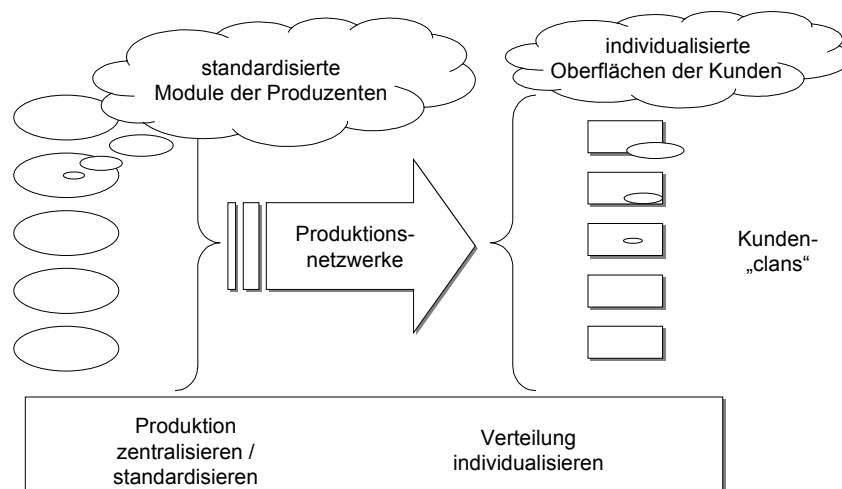 standardisierte
Module der Produzenten
individualisierte
Oberflächen der Kunden
Produktions-
netzwerke
Kunden-
„clans“
Produktion
zentralisieren /
standardisieren
Verteilung
individualisieren